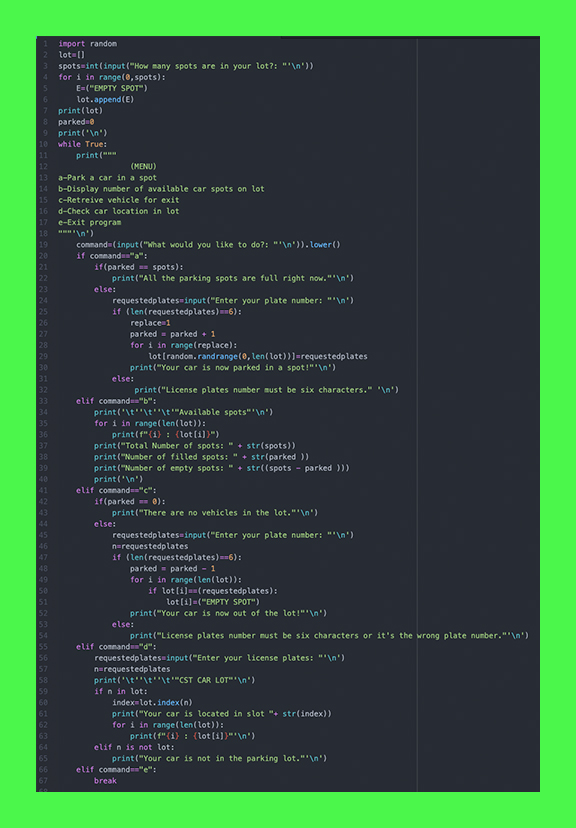 1 import random
2 lot=[]
3 spots=int(input("How many spots are in your lot?: "'\n'))
4 for i in range(0,spots):
5     E=("EMPTY SPOT")
6     lot.append(E)
7 print(lot)
8 parked=0
9 print('\n')
10 while True:
11     print("""
12                 (MENU)
13 a-Park a car in a spot
14 b-Display number of available car spots on lot
15 c-Retreive vehicle for exit
16 d-Check car location in lot
17 e-Exit program
18 """'\n')
19     command=(input("What would you like to do?: "'\n')).lower()
20     if command=="a":
21         if(parked == spots):
22             print("All the parking spots are full right now."'\n')
23         else:
24             requestedplates=input("Enter your plate number: "'\n')
25             if (len(requestedplates)==6):
26                 replace=1
27                 parked = parked + 1
28                 for i in range(replace):
29                     lot[random.randrange(0,len(lot))]=requestedplates
30                 print("Your car is now parked in a spot!"'\n')
31             else:
32                  print("License plates number must be six characters." '\n')
33     elif command=="b":
34         print('\t''\t''\t'"Available spots"'\n')
35         for i in range(len(lot)):
36             print(f"{i} : {lot[i]}")
37         print("Total Number of spots: " + str(spots))
38         print("Number of filled spots: " + str(parked ))
39         print("Number of empty spots: " + str((spots - parked )))
40         print('\n')
41     elif command=="c":
42         if(parked == 0):
43             print("There are no vehicles in the lot."'\n')
44         else:
45             requestedplates=input("Enter your plate number: "'\n')
46             n=requestedplates
47             if (len(requestedplates)==6):
48                 parked = parked - 1
49                 for i in range(len(lot)):
50                     if lot[i]==(requestedplates):
51                         lot[i]=("EMPTY SPOT")
52                 print("Your car is now out of the lot!"'\n')
53             else:
54                 print("License plates number must be six characters or it's the wrong plate number."'\n')
55     elif command=="d":
56         requestedplates=input("Enter your license plates: "'\n')
57         n=requestedplates
58         print('\t''\t''\t'"CST CAR LOT"'\n')
59         if n in lot:
60             index=lot.index(n)
61             print("Your car is located in slot "+ str(index))
62             for i in range(len(lot)):
63                 print(f"{i} : {lot[i]}"'\n')
64         elif n is not lot:
65             print("Your car is not in the parking lot."'\n')
66     elif command=="e":
67         break